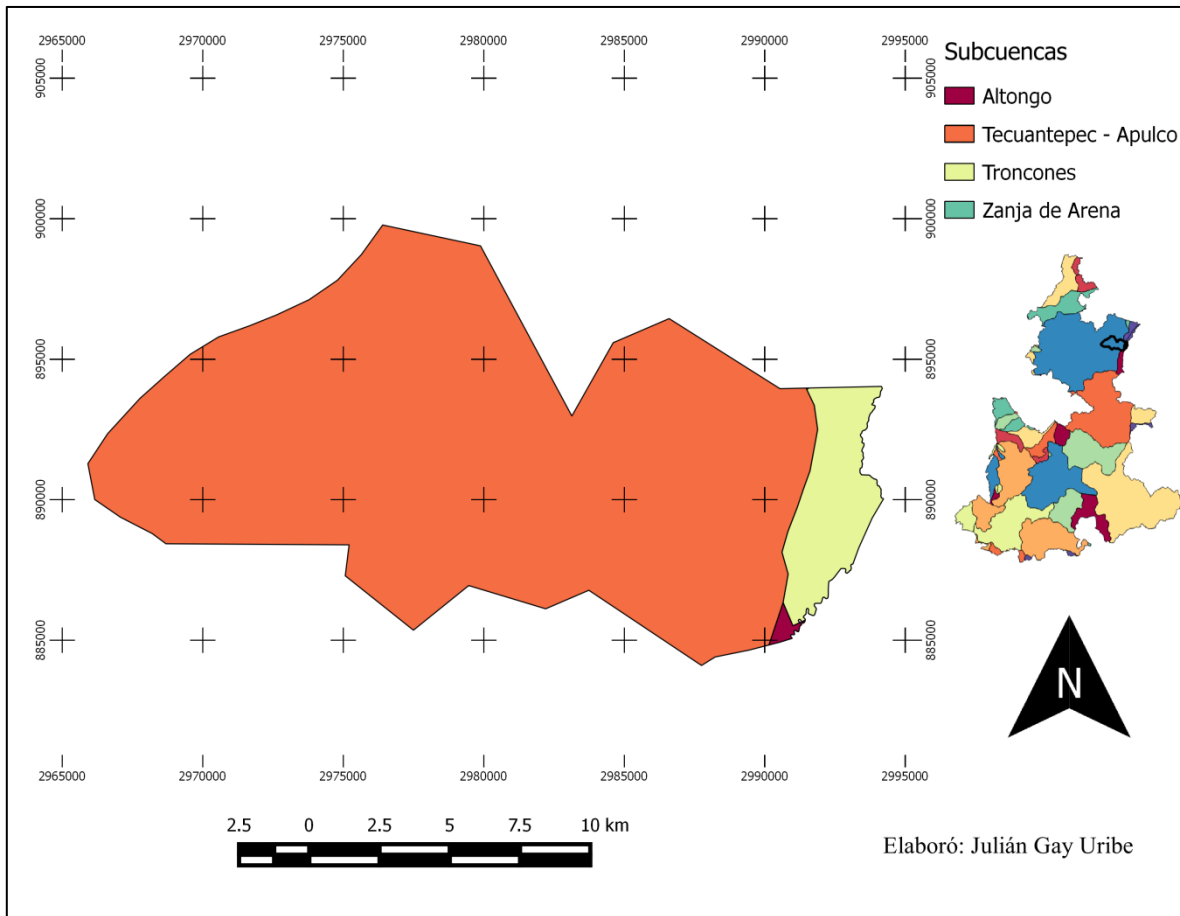 2965000 2970000 2975000 2980000 2985000 2990000 2995000
905000 905000
900000 900000
895000 895000
890000 890000
885000 885000
2965000 2970000 2975000 2980000 2985000 2990000 2995000
Subcuencas
Altongo
Tecuantepec - Apulco
Troncones
Zanja de Arena
N
2.5 0 2.5 5 7.5 10 km
Elaboró: Julián Gay Uribe